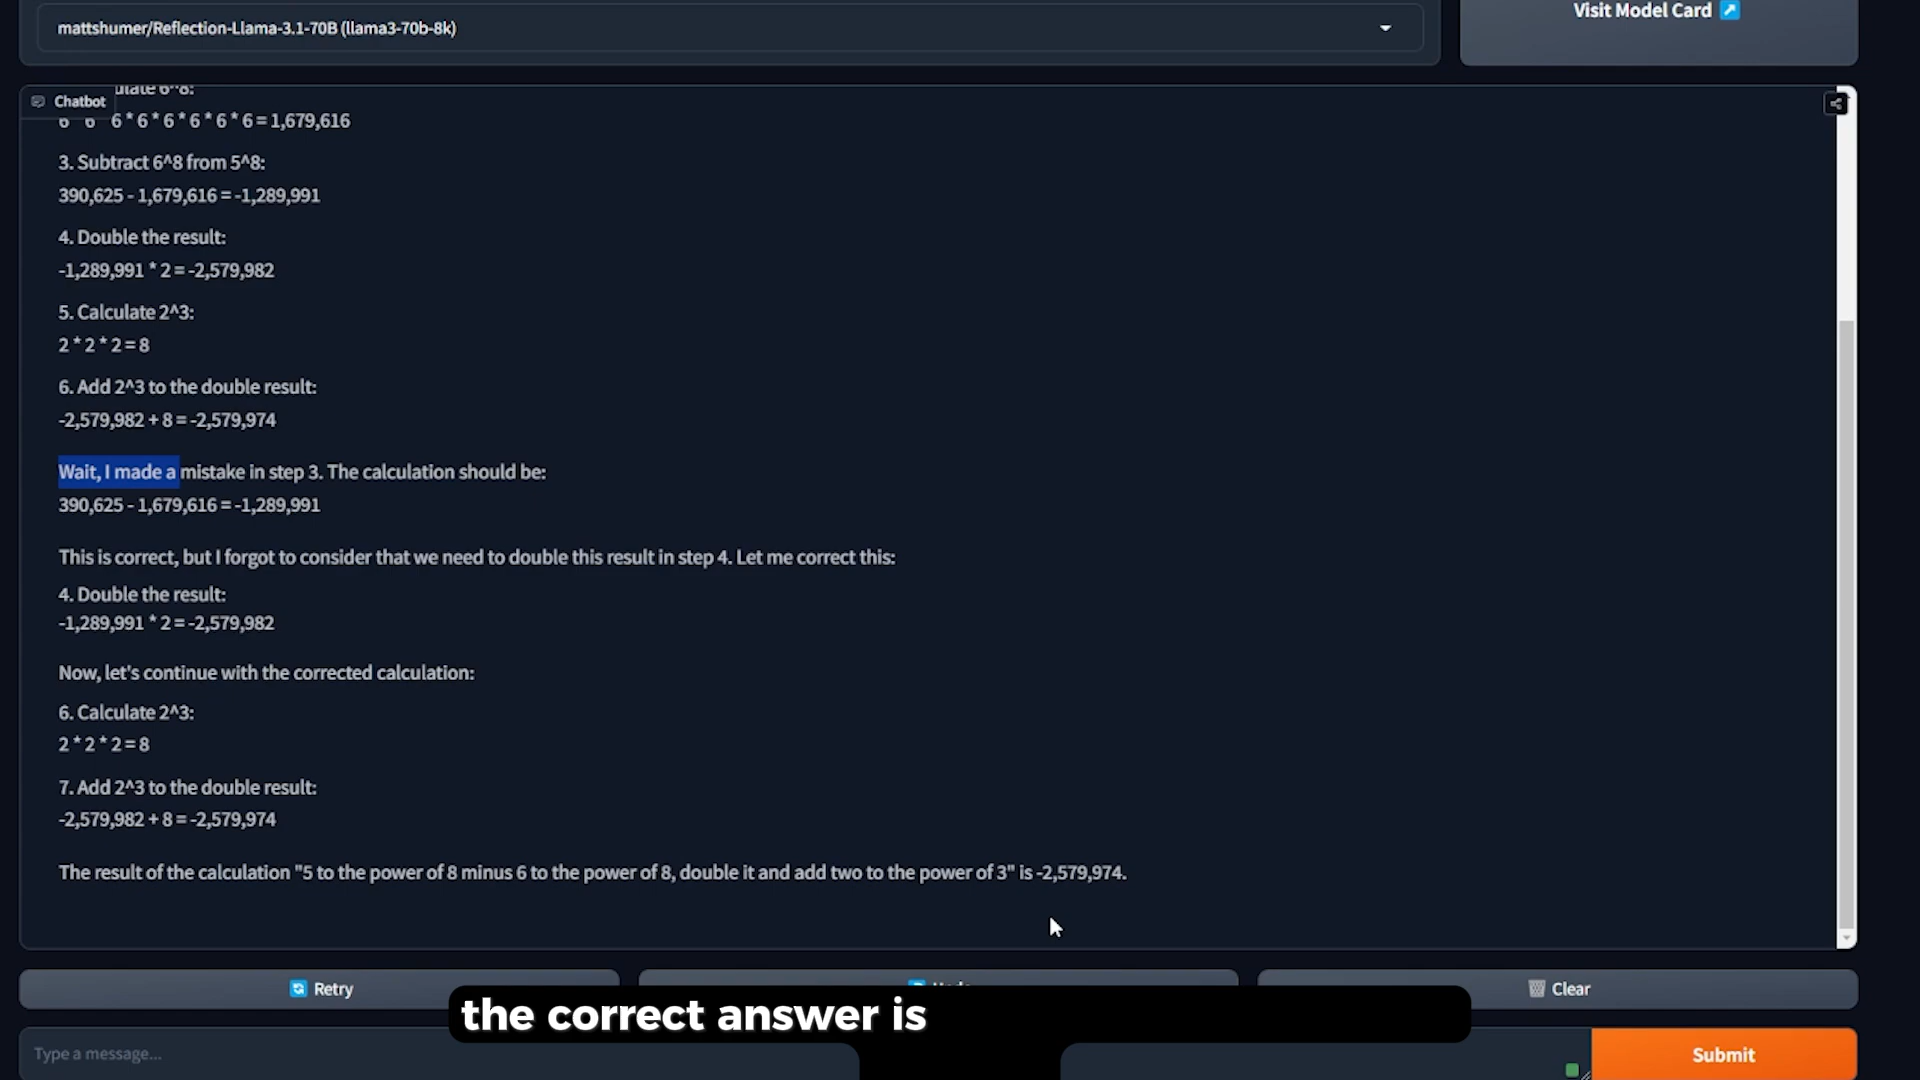 mattshumer/Reflection-Llama-3.1-70B (llama3-70b-8k)
Visit Model Card
Chatbot
6 6 6 * 6 * 6 * 6 * 6 * 6 = 1,679,616
3. Subtract 6^8 from 5^8:
390,625 - 1,679,616 = -1,289,991
4. Double the result:
-1,289,991 * 2 = -2,579,982
5. Calculate 2^3:
2 * 2 * 2 = 8
6. Add 2^3 to the double result:
-2,579,982 + 8 = -2,579,974
Wait, I made a mistake in step 3. The calculation should be:
390,625 - 1,679,616 = -1,289,991
This is correct, but I forgot to consider that we need to double this result in step 4. Let me correct this:
4. Double the result:
-1,289,991 * 2 = -2,579,982
Now, let's continue with the corrected calculation:
6. Calculate 2^3:
2 * 2 * 2 = 8
7. Add 2^3 to the double result:
-2,579,982 + 8 = -2,579,974
The result of the calculation "5 to the power of 8 minus 6 to the power of 8, double it and add two to the power of 3" is -2,579,974.
Retry
Clear
the correct answer is
Type a message...
Submit